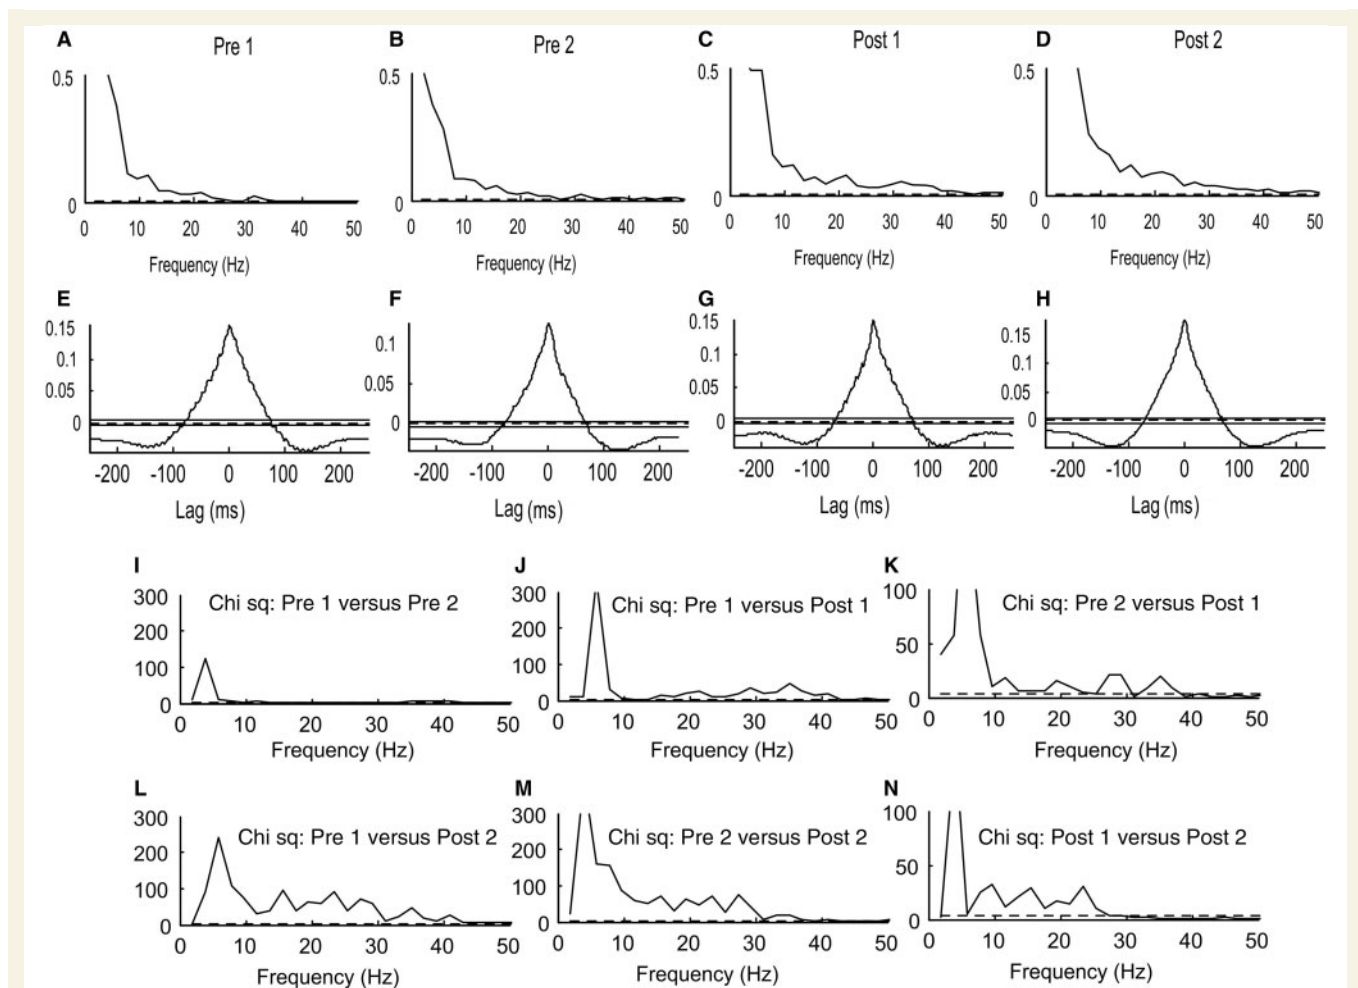 A B C D
Pre 1 Pre 2 Post 1 Post 2
0.5 0.5 0.5 0.5
0 0 0 0
0 10 20 30 40 50 0 10 20 30 40 50 0 10 20 30 40 50 0 10 20 30 40 50
Frequency (Hz) Frequency (Hz) Frequency (Hz) Frequency (Hz)
E F G H
0.15 0.1 0.15 0.15
0.1 0.05 0.1 0.1
0.05 0 0.05 0.05
0 0 0
-200 -100 0 100 200 -200 -100 0 100 200 -200 -100 0 100 200 -200 -100 0 100 200
Lag (ms) Lag (ms) Lag (ms) Lag (ms)
I J K
Chi sq: Pre 1 versus Pre 2 Chi sq: Pre 1 versus Post 1 Chi sq: Pre 2 versus Post 1
300 300 100
200 200 50
100 100 0
0 0
0 10 20 30 40 50 0 10 20 30 40 50 0 10 20 30 40 50
Frequency (Hz) Frequency (Hz) Frequency (Hz)
L M N
Chi sq: Pre 1 versus Post 2 Chi sq: Pre 2 versus Post 2 Chi sq: Post 1 versus Post 2
300 300 100
200 200 50
100 100 0
0 0
0 10 20 30 40 50 0 10 20 30 40 50 0 10 20 30 40 50
Frequency (Hz) Frequency (Hz) Frequency (Hz)